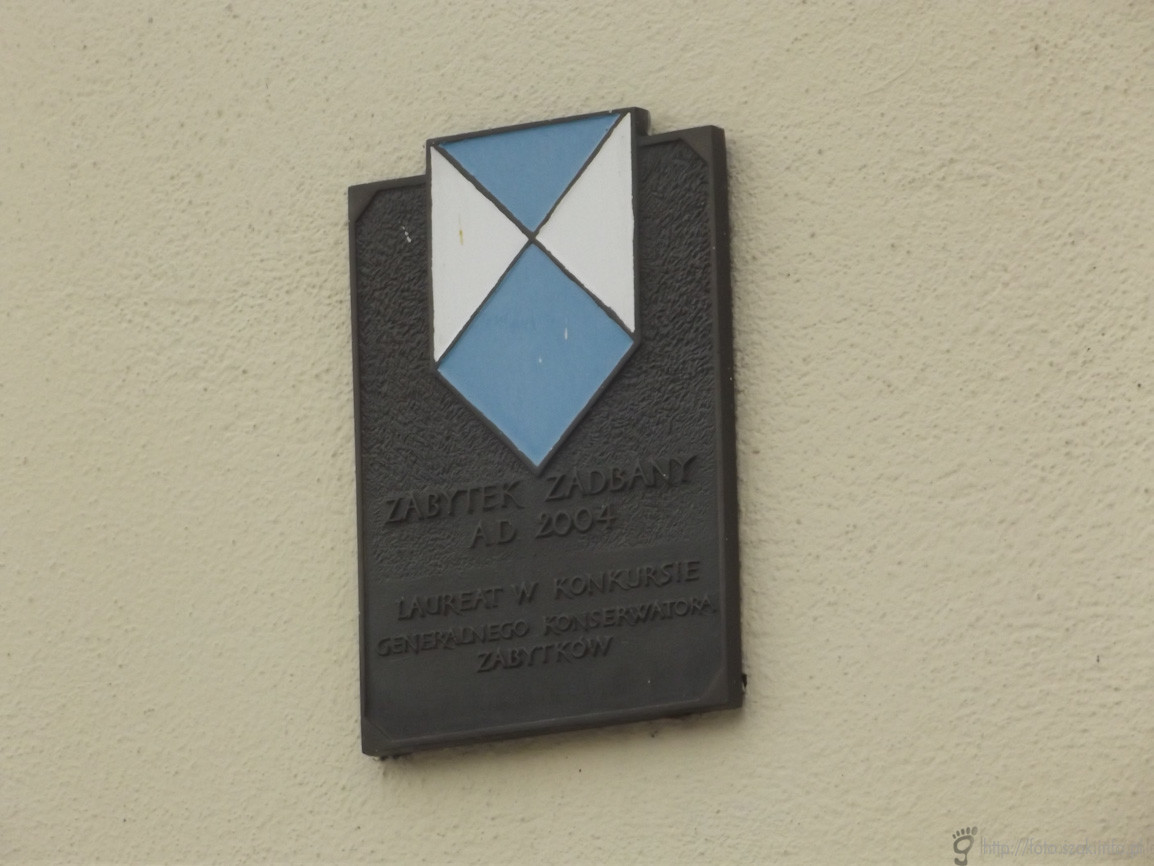 ZABYTEK ZADBANY
A.D 2004
LAUREAT W KONKURSIE
GENERALNEGO KONSERWATORA
ZABYTKÓW